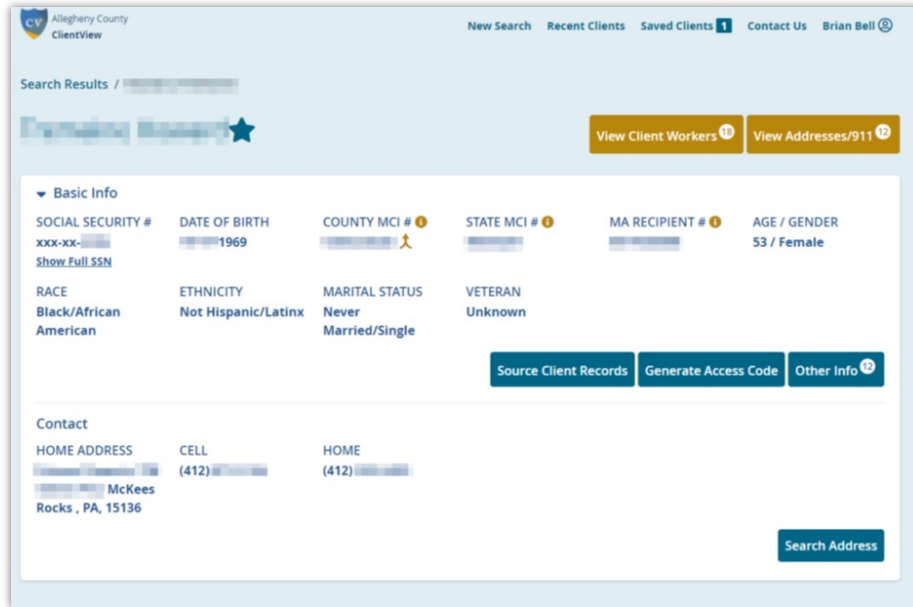 CV
Allegheny County
ClientView
New Search Recent Clients Saved Clients 1 Contact Us Brian Bell
Search Results /
View Client Workers 18 View Addresses/911 12
Basic Info
SOCIAL SECURITY # DATE OF BIRTH COUNTY MCI # STATE MCI # MA RECIPIENT # AGE / GENDER
xxx-xx- 1969 53 / Female
Show Full SSN
RACE ETHNICITY MARITAL STATUS VETERAN
Black/African Not Hispanic/Latinx Never Unknown
American Married/Single
Source Client Records Generate Access Code Other Info 12
Contact
HOME ADDRESS CELL HOME
(412) (412)
McKees
Rocks , PA, 15136
Search Address